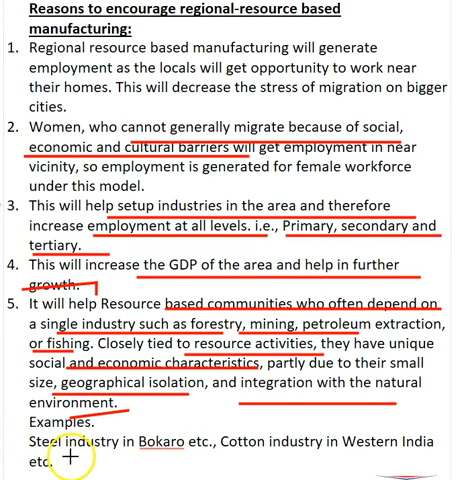 Reasons to encourage regional-resource based
manufacturing:
1. Regional resource based manufacturing will generate
employment as the locals will get opportunity to work near
their homes. This will decrease the stress of migration on bigger
cities.
2. Women, who cannot generally migrate because of social,
economic and cultural barriers will get employment in near
vicinity, so employment is generated for female workforce
under this model.
3. This will help setup industries in the area and therefore
increase employment at all levels. i.e., Primary, secondary and
tertiary.
4. This will increase the GDP of the area and help in further
growth.
5. It will help Resource based communities who often depend on
a single industry such as forestry, mining, petroleum extraction,
or fishing. Closely tied to resource activities, they have unique
social and economic characteristics, partly due to their small
size, geographical isolation, and integration with the natural
environment.
Examples.
Steel industry in Bokaro etc., Cotton industry in Western India
etc.